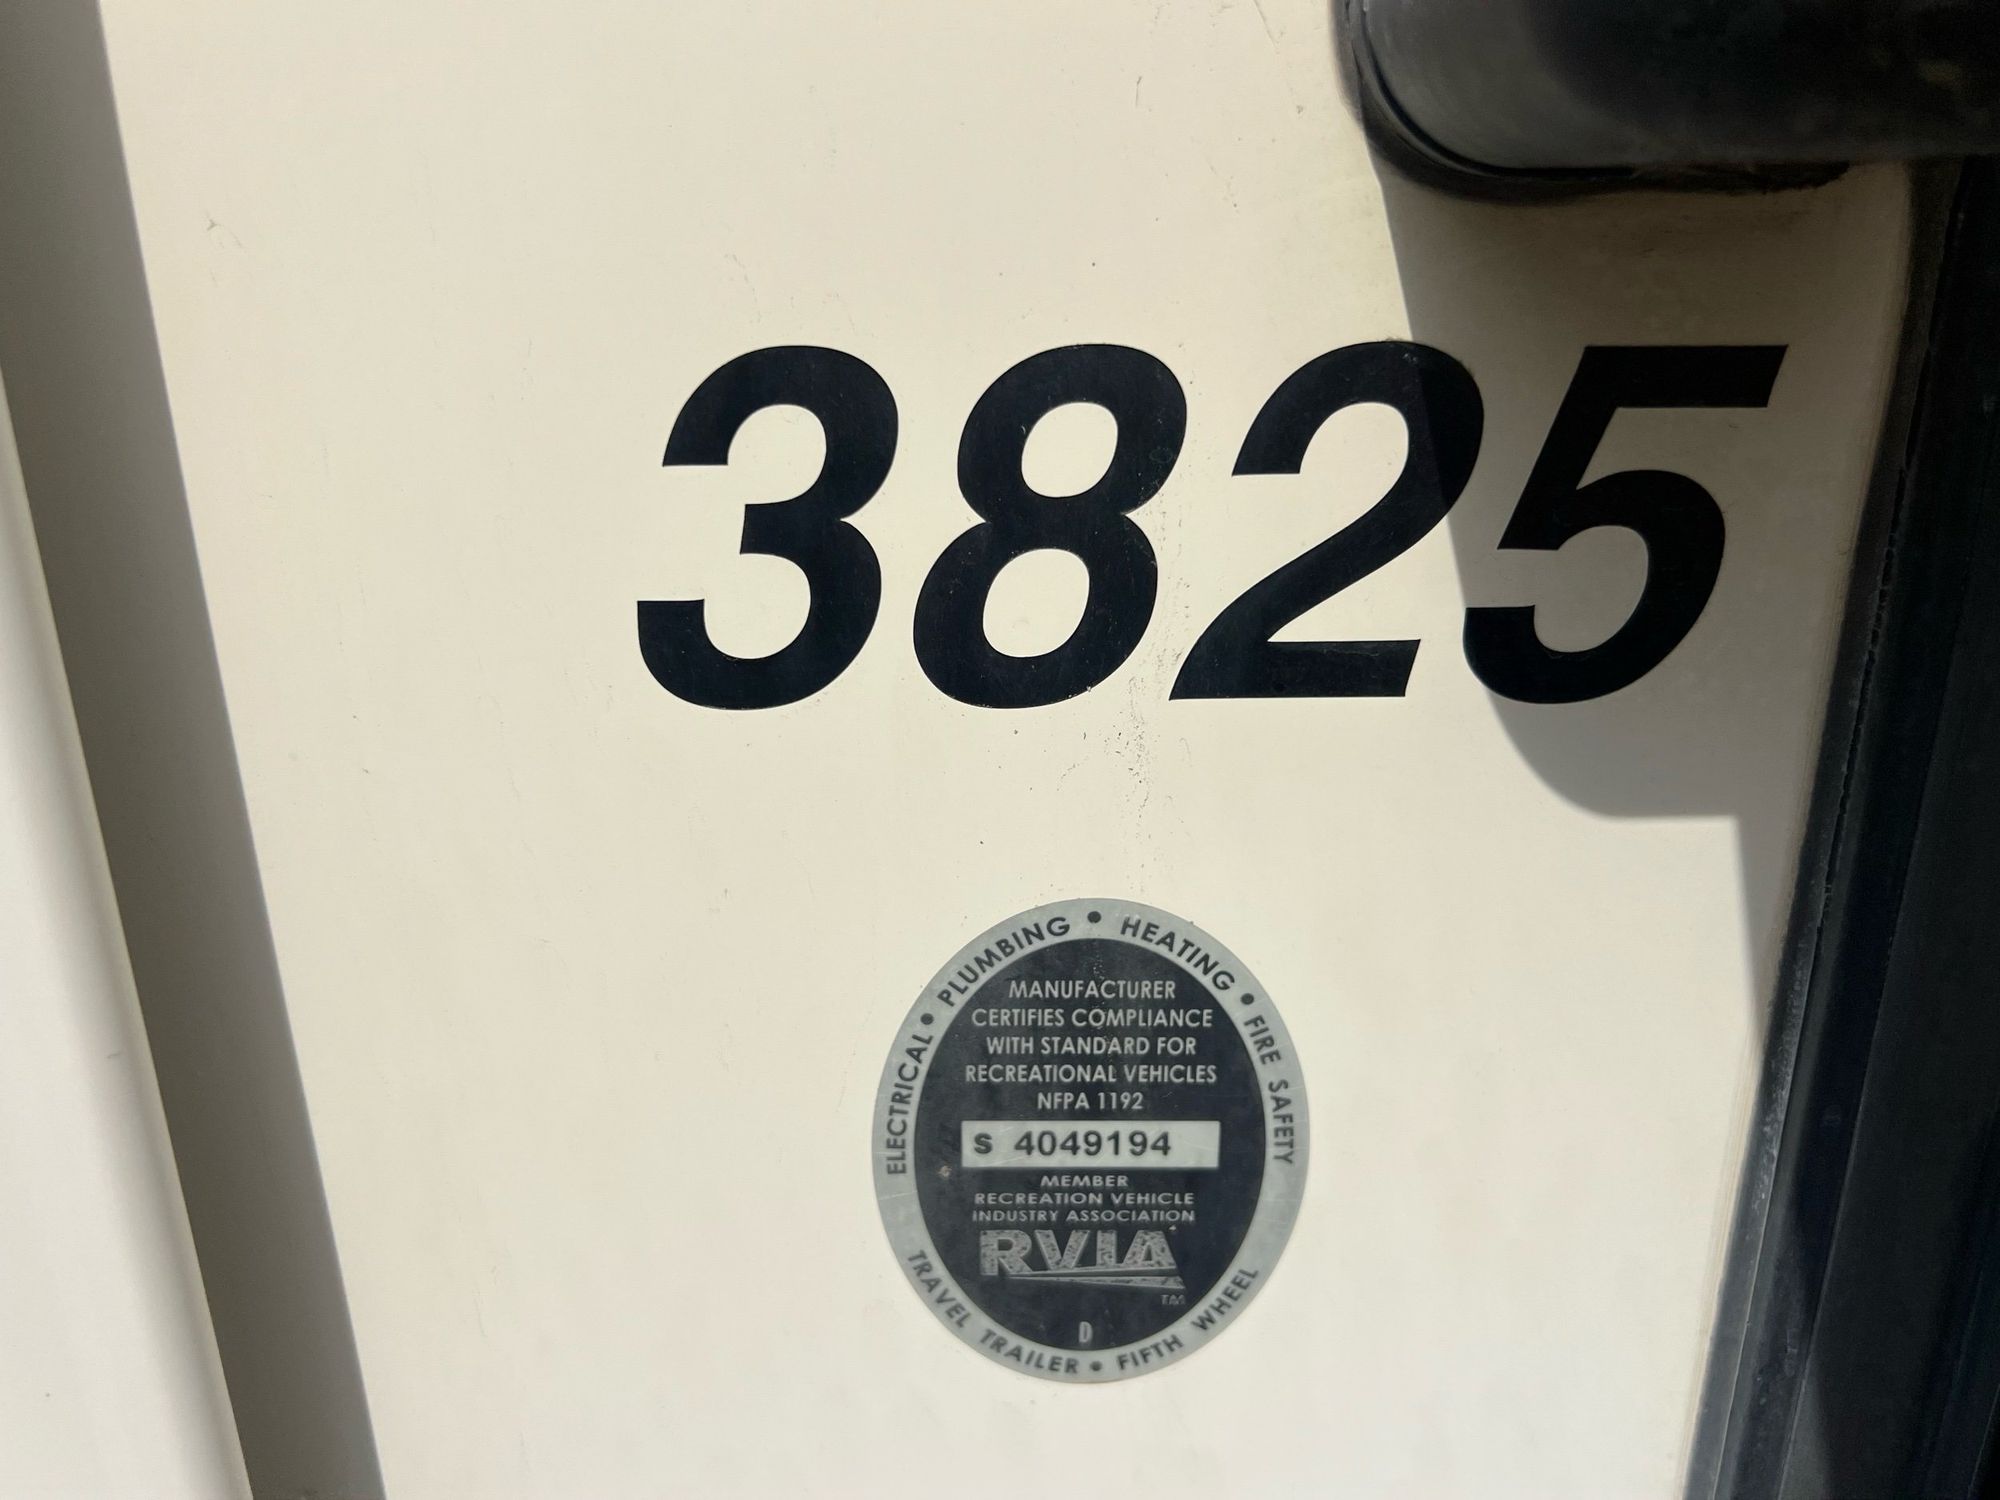 3825
ELECTRICAL • PLUMBING • HEATING • FIRE SAFETY
MANUFACTURER
CERTIFIES COMPLIANCE
WITH STANDARD FOR
RECREATIONAL VEHICLES
NFPA 1192
S 4049194
MEMBER
RECREATION VEHICLE
INDUSTRY ASSOCIATION
RVIA
TM
D
TRAVEL TRAILER • FIFTH WHEEL